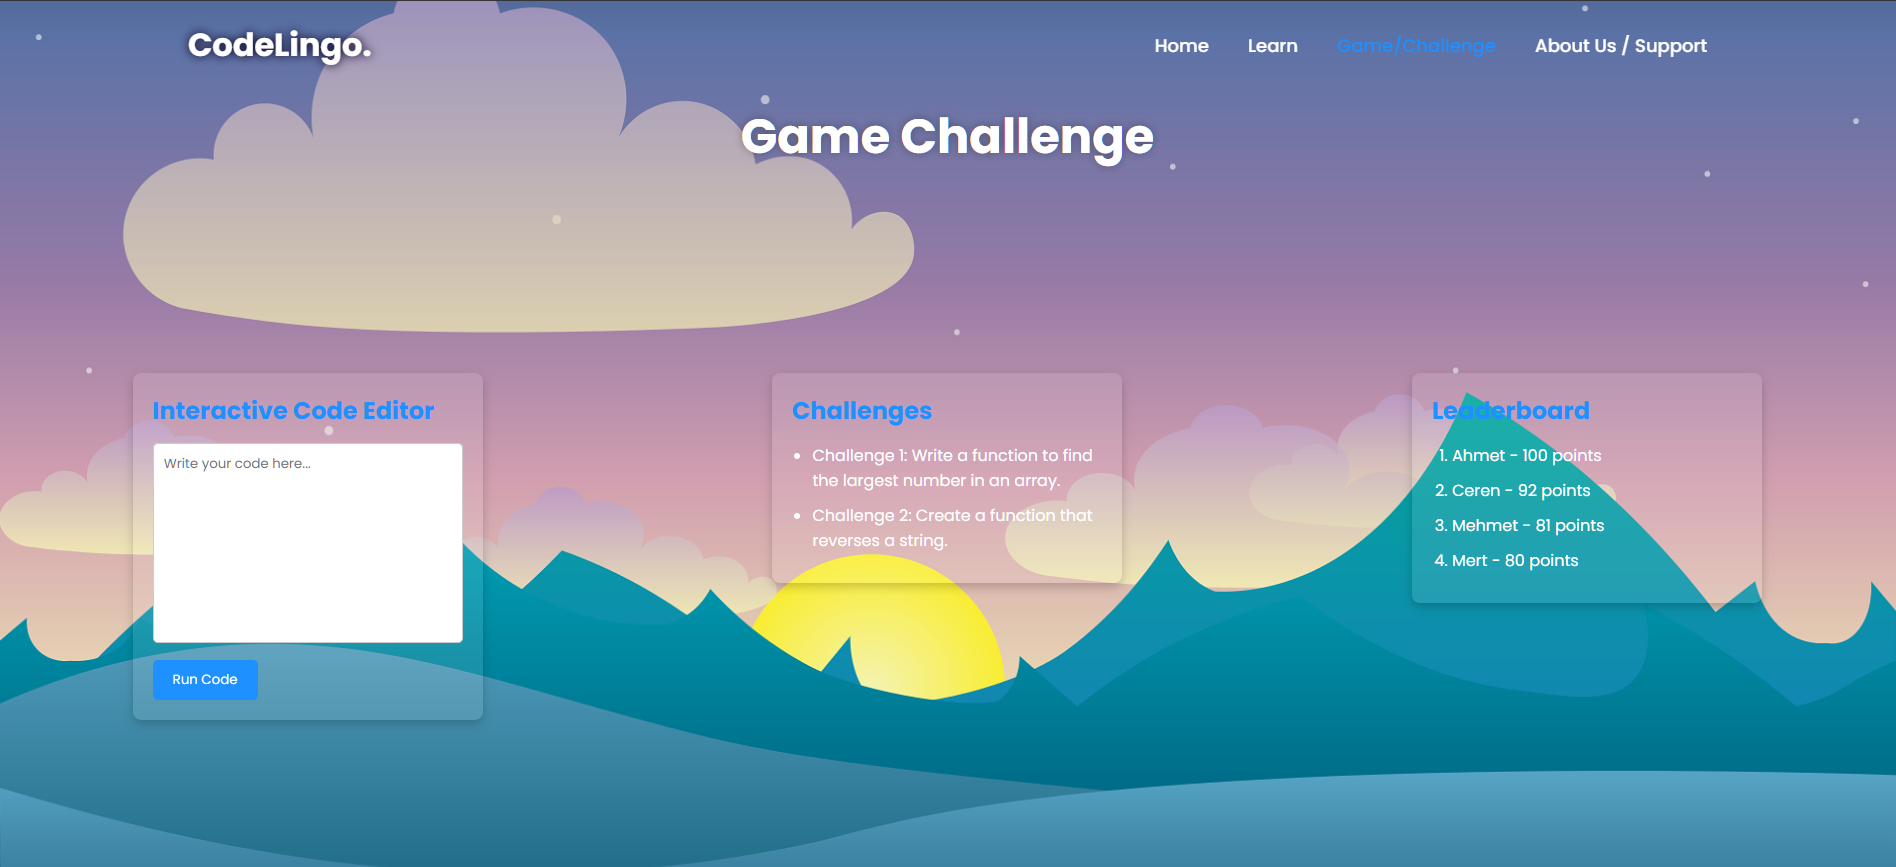 CodeLingo.
Home Learn Game/Challenge About Us / Support
Game Challenge
Interactive Code Editor
Write your code here...
Run Code
Challenges
• Challenge 1: Write a function to find
the largest number in an array.
• Challenge 2: Create a function that
reverses a string.
Leaderboard
1. Ahmet - 100 points
2. Ceren - 92 points
3. Mehmet - 81 points
4. Mert - 80 points